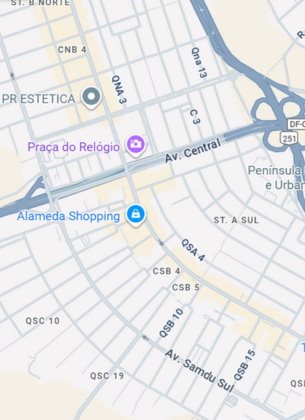 ST. B NORTE
CNB 4
QNA 3
Qna 13
PR ESTETICA
C 3
DF-0
251
Praça do Relógio
Av. Central
Península
e Urban
Alameda Shopping
ST. A SUL
QSA 4
CSB 4
CSB 5
QSC 10
QSB 10
Av. Samdu Sul
QSB 15
QSC 19
QS